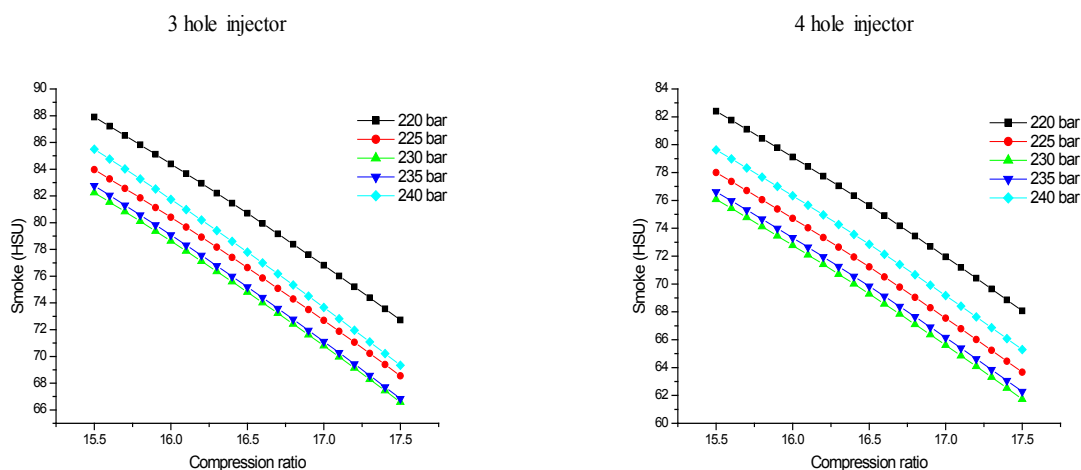 3 hole injector
4 hole injector
90
88
86
84
82
80
78
76
74
72
70
68
66
Smoke (HSU)
15.5 16.0 16.5 17.0 17.5
Compression ratio
220 bar
225 bar
230 bar
235 bar
240 bar
84
82
80
78
76
74
72
70
68
66
64
62
60
Smoke (HSU)
15.5 16.0 16.5 17.0 17.5
Compression ratio
220 bar
225 bar
230 bar
235 bar
240 bar